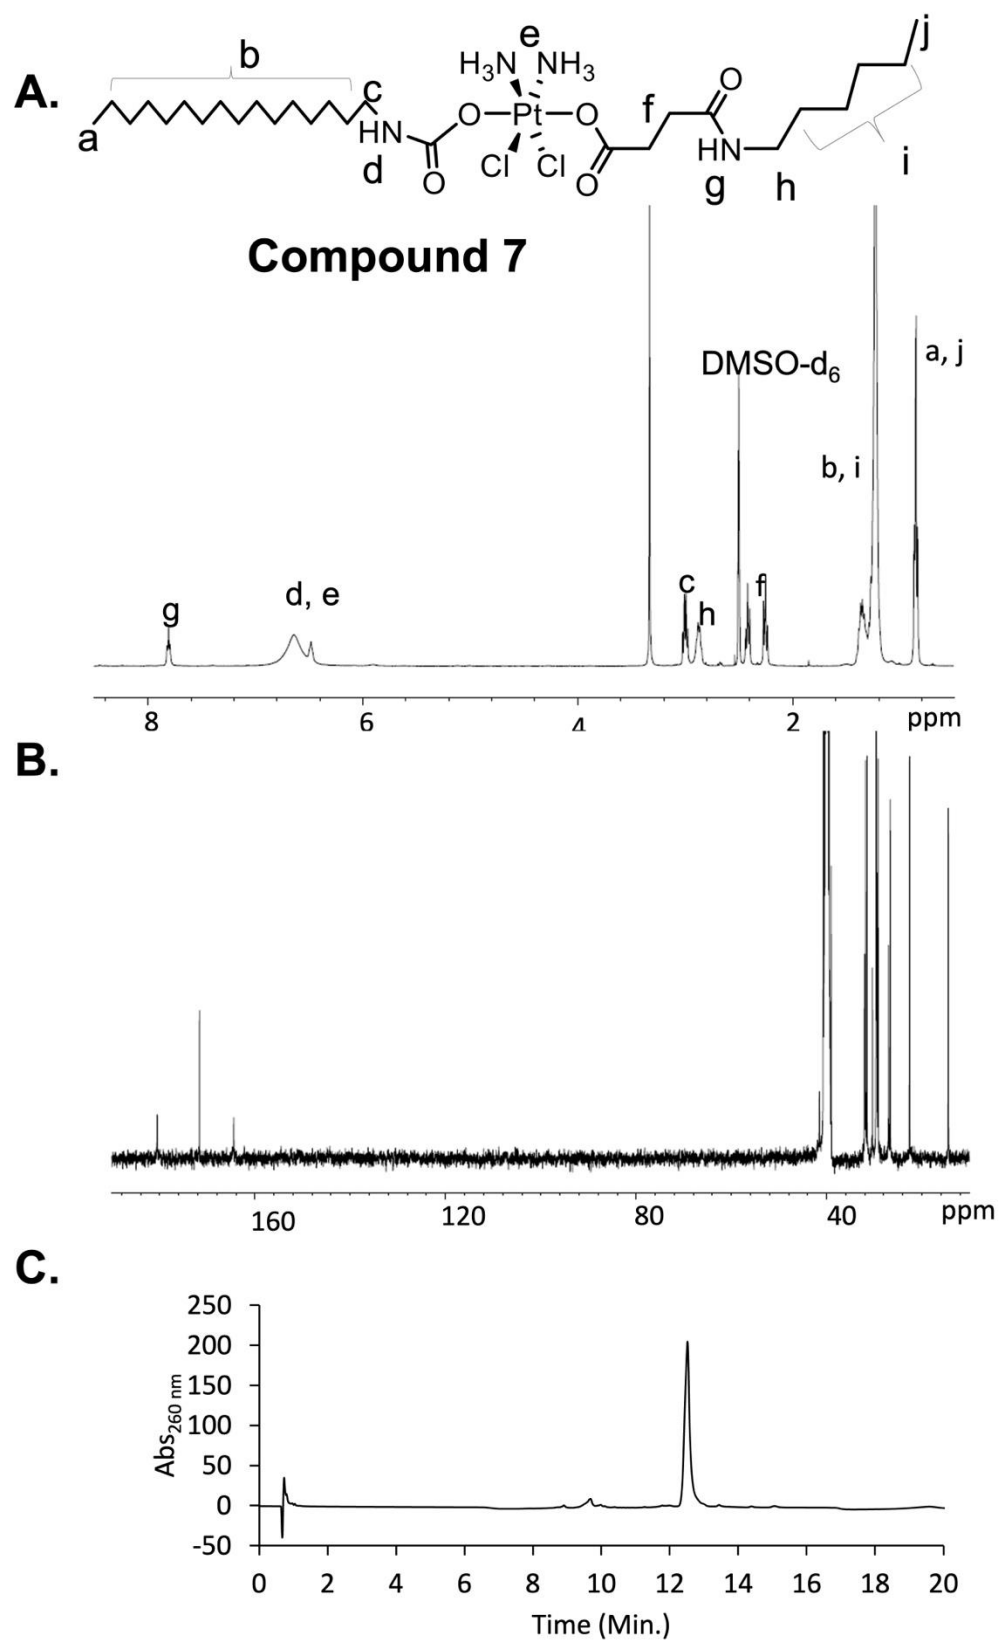 A.
b
e
j
H₃N NH₃
c
O
f
a
O Pt O
HN
d
O
Cl Cl
O
HN
g
h
i
Compound 7
DMSO-d₆
a, j
b, i
g
d, e
c
h
f
8 6 4 2 ppm
B.
160 120 80 40 ppm
C.
250
200
150
100
50
0
-50
Abs₂₆₀ ₙₘ
0 2 4 6 8 10 12 14 16 18 20
Time (Min.)